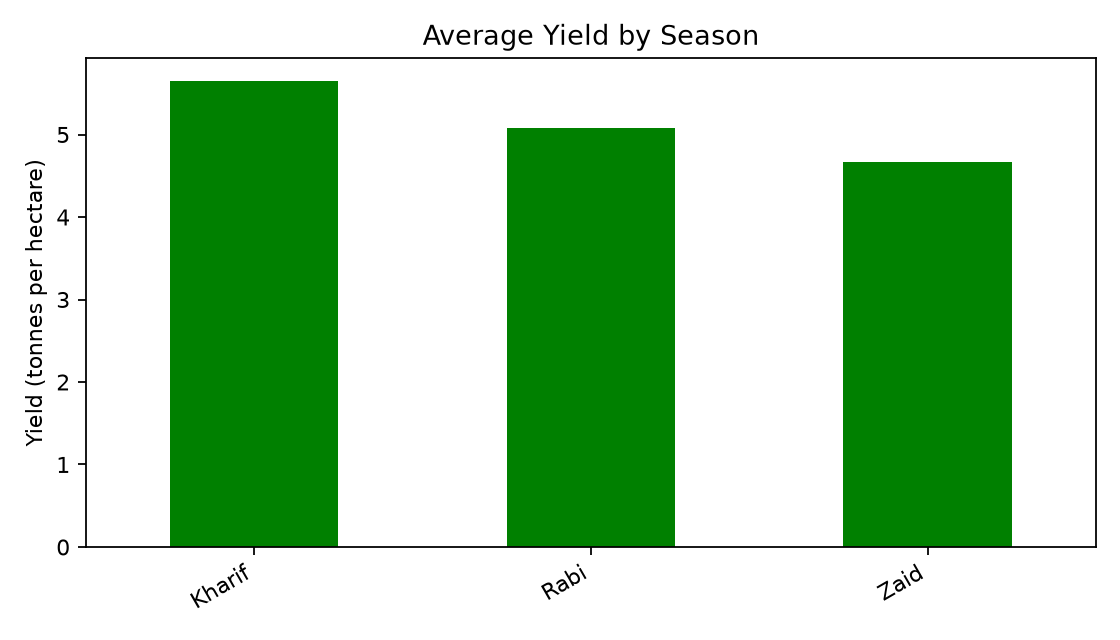 Average Yield by Season
Yield (tonnes per hectare)
5
4
3
2
1
0
Kharif
Rabi
Zaid